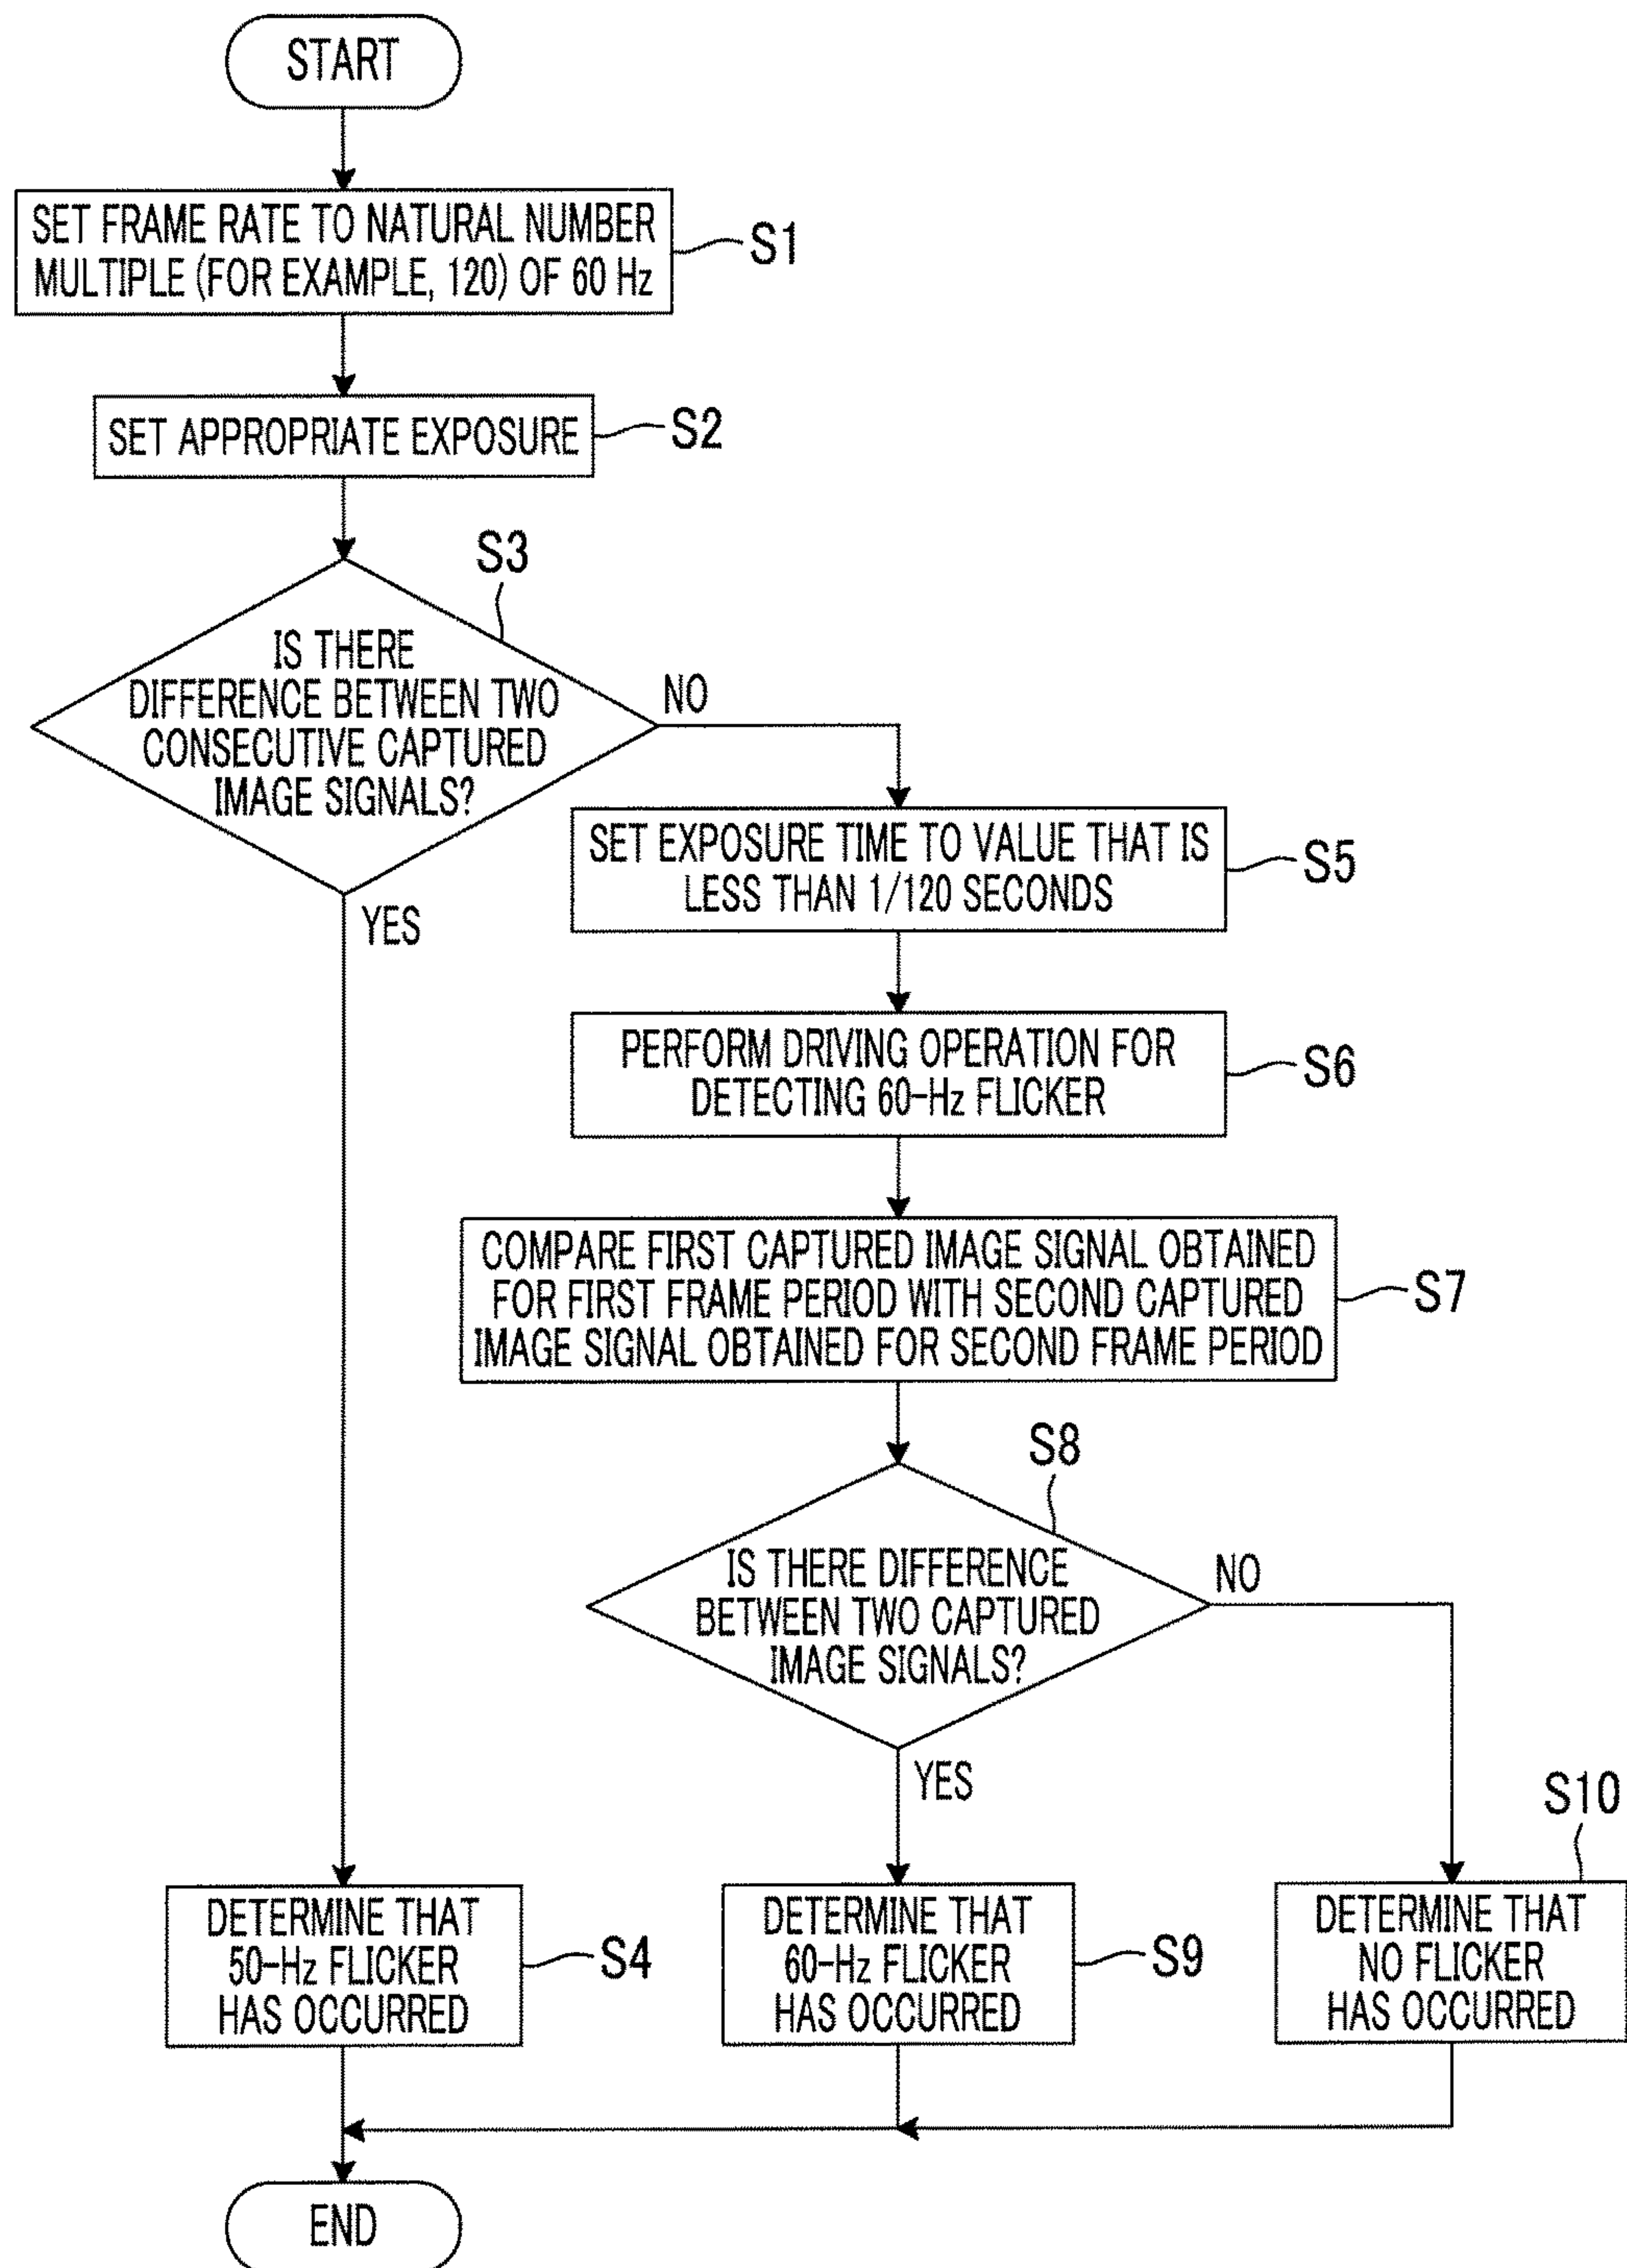 START
SET FRAME RATE TO NATURAL NUMBER
MULTIPLE (FOR EXAMPLE, 120) OF 60 Hz
S1
SET APPROPRIATE EXPOSURE
S2
S3
IS THERE
DIFFERENCE BETWEEN TWO
CONSECUTIVE CAPTURED
IMAGE SIGNALS?
NO
YES
SET EXPOSURE TIME TO VALUE THAT IS
LESS THAN 1/120 SECONDS
S5
PERFORM DRIVING OPERATION FOR
DETECTING 60-Hz FLICKER
S6
COMPARE FIRST CAPTURED IMAGE SIGNAL OBTAINED
FOR FIRST FRAME PERIOD WITH SECOND CAPTURED
IMAGE SIGNAL OBTAINED FOR SECOND FRAME PERIOD
S7
S8
IS THERE DIFFERENCE
BETWEEN TWO CAPTURED
IMAGE SIGNALS?
NO
YES
DETERMINE THAT
50-Hz FLICKER
HAS OCCURRED
S4
DETERMINE THAT
60-Hz FLICKER
HAS OCCURRED
S9
S10
DETERMINE THAT
NO FLICKER
HAS OCCURRED
END